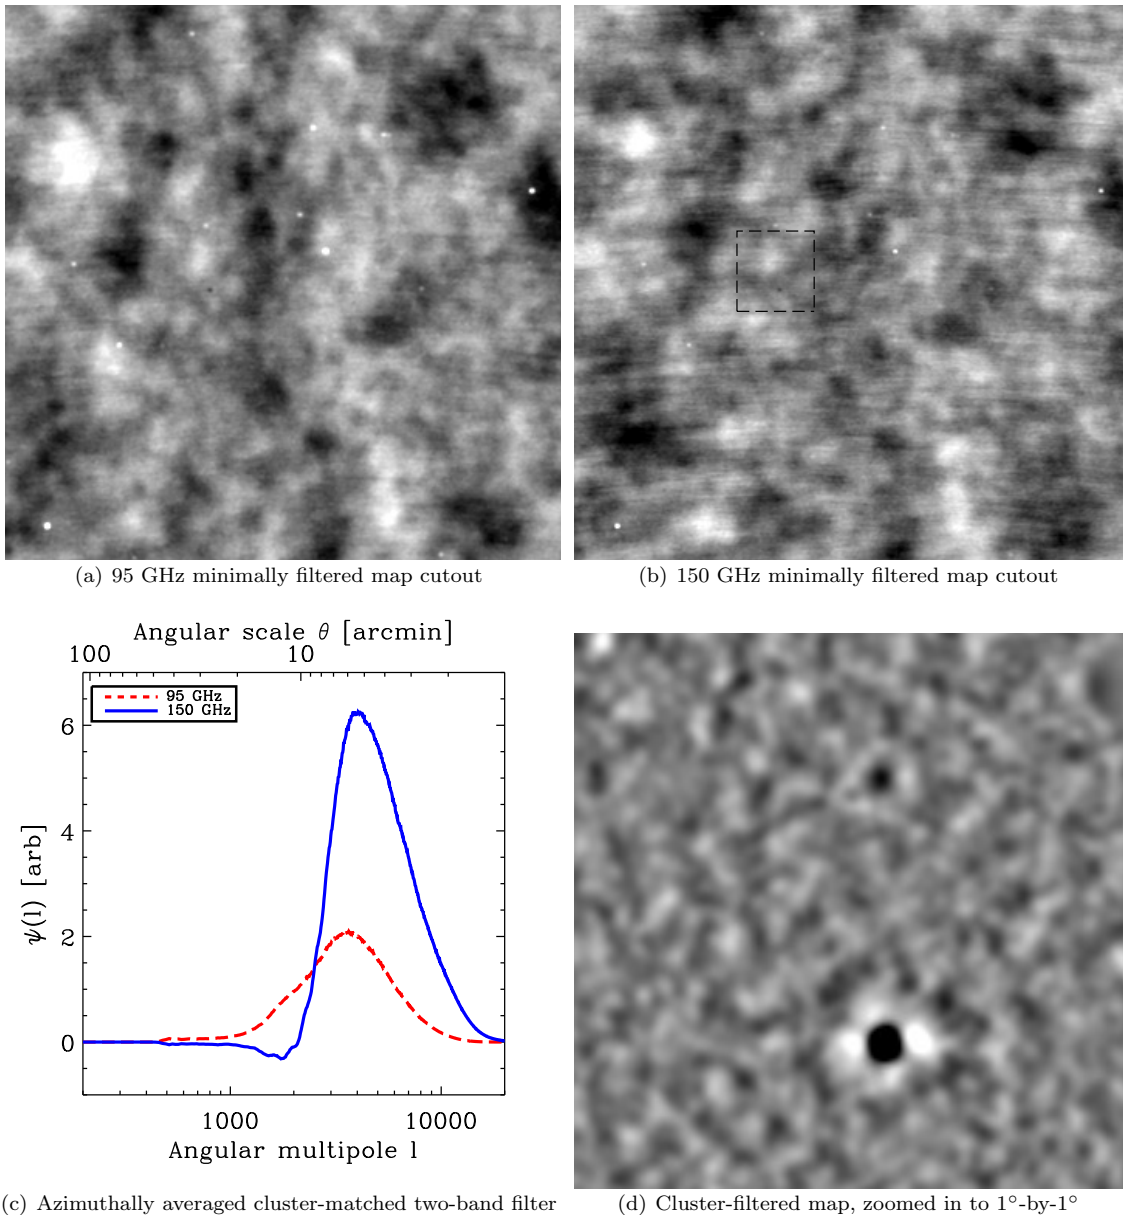 (a) 95 GHz minimally filtered map cutout
(b) 150 GHz minimally filtered map cutout
Angular scale θ [arcmin]
100 10
95 GHz
150 GHz
6
4
2
0
ψ(l) [arb]
1000 10000
Angular multipole l
(c) Azimuthally averaged cluster-matched two-band filter
(d) Cluster-filtered map, zoomed in to 1°-by-1°